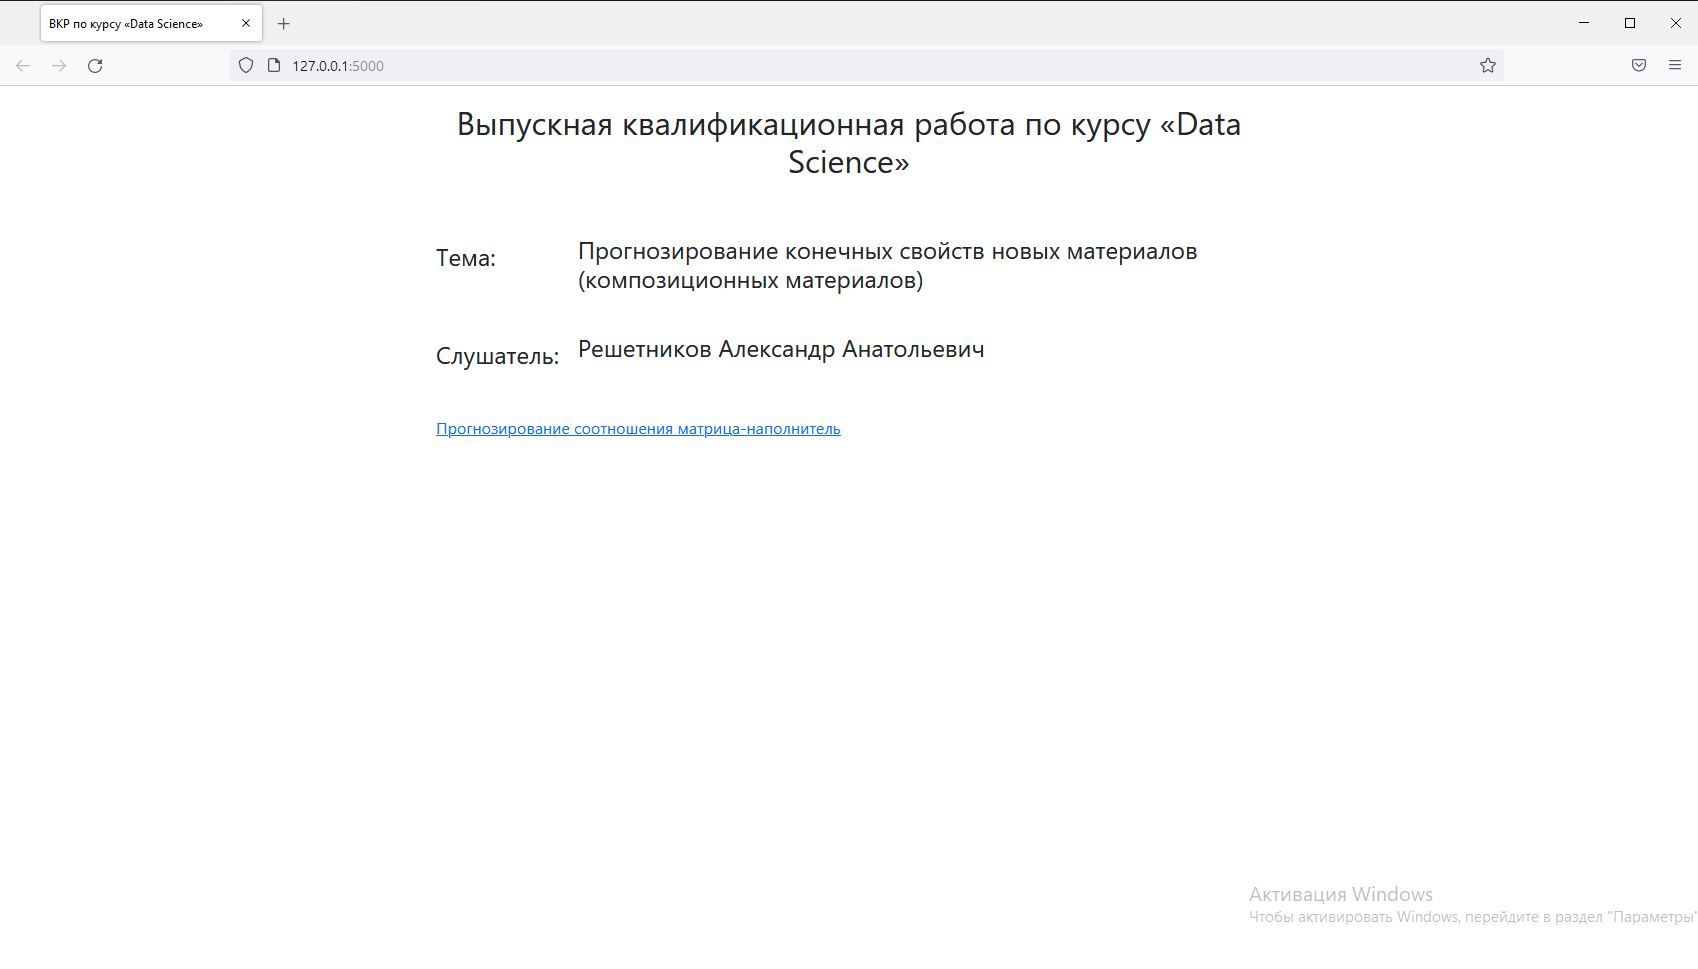 ВКР по курсу «Data Science»
127.0.0.1:5000
Выпускная квалификационная работа по курсу «Data
Science»
Тема:
Прогнозирование конечных свойств новых материалов
(композиционных материалов)
Слушатель:
Решетников Александр Анатольевич
Прогнозирование соотношения матрица-наполнитель
Активация Windows
Чтобы активировать Windows, перейдите в раздел "Параметры"